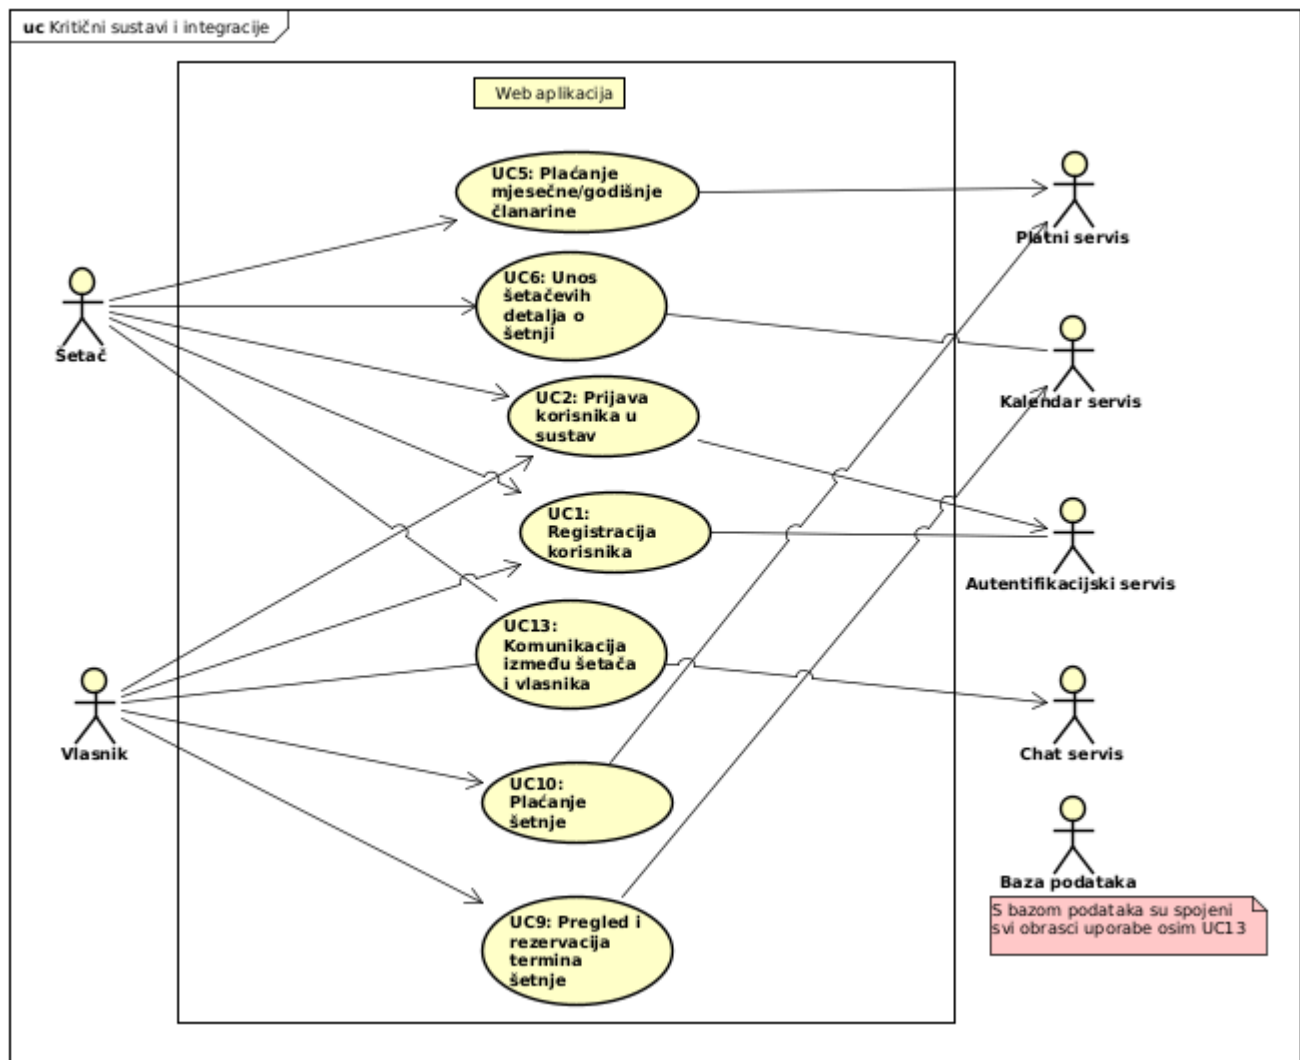 uc Kritični sustavi i integracije
Web aplikacija
UC5: Plaćanje
mjesečne/godišnje
članarine
Platni servis
UC6: Unos
šetačevih
detalja o
šetnji
Šetač
Kalendar servis
UC2: Prijava
korisnika u
sustav
UC1:
Registracija
korisnika
Autentifikacijski servis
UC13:
Komunikacija
između šetača
i vlasnika
Vlasnik
Chat servis
UC10:
Plaćanje
šetnje
Baza podataka
S bazom podataka su spojeni
svi obrasci uporabe osim UC13
UC9: Pregled i
rezervacija
termina
šetnje